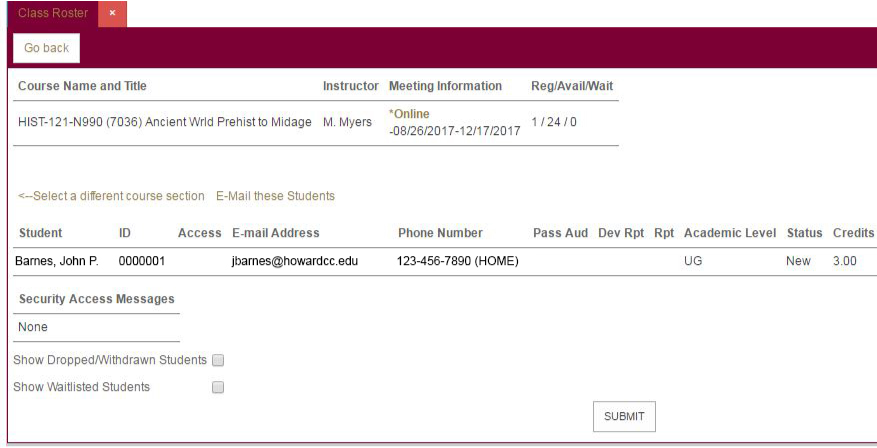 Class Roster ×
Go back
Course Name and Title Instructor Meeting Information Reg/Avail/Wait
HIST-121-N990 (7036) Ancient Wrld Prehist to Midage M. Myers *Online 1 / 24 / 0
-08/26/2017-12/17/2017
<--Select a different course section E-Mail these Students
Student ID Access E-mail Address Phone Number Pass Aud Dev Rpt Rpt Academic Level Status Credits
Barnes, John P. 0000001 jbarnes@howardcc.edu 123-456-7890 (HOME) UG New 3.00
Security Access Messages
None
Show Dropped/Withdrawn Students
Show Waitlisted Students
SUBMIT